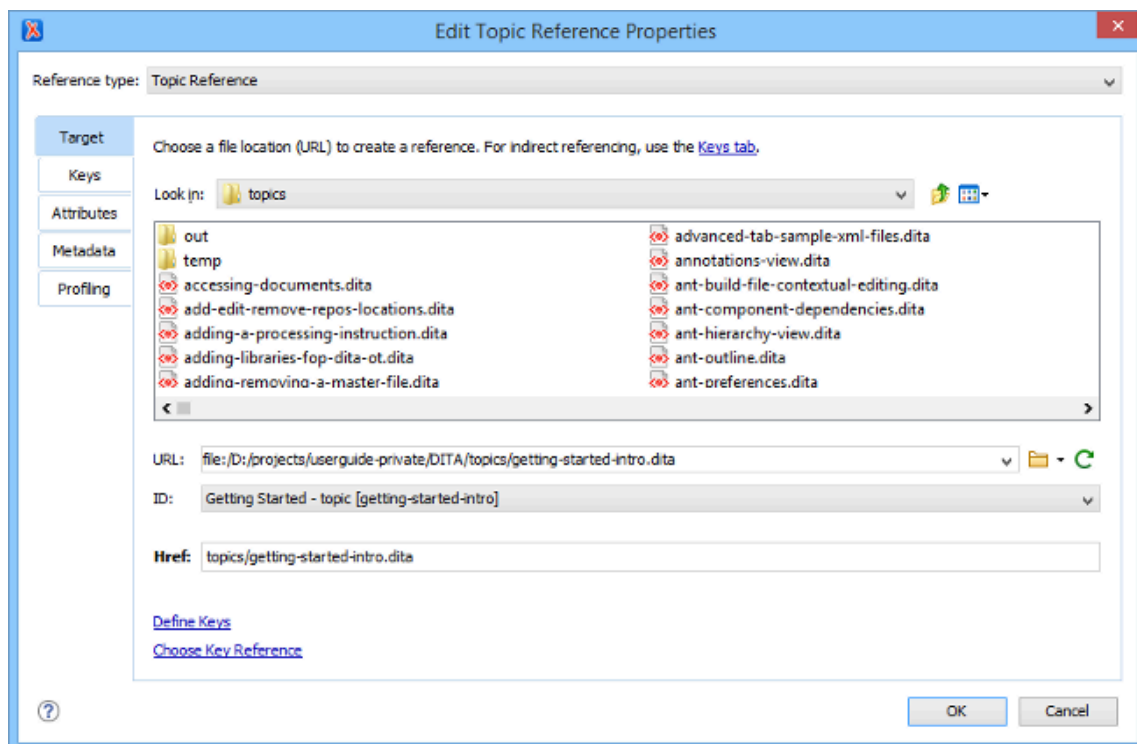 Edit Topic Reference Properties
Reference type: Topic Reference
Target
Keys
Attributes
Metadata
Profiling
Choose a file location (URL) to create a reference. For indirect referencing, use the Keys tab.
Look in: topics
out
temp
accessing-documents.dita
add-edit-remove-repos-locations.dita
adding-a-processing-instruction.dita
adding-libraries-fop-dita-ot.dita
adding-removing-a-master-file.dita
advanced-tab-sample-xml-files.dita
annotations-view.dita
ant-build-file-contextual-editing.dita
ant-component-dependencies.dita
ant-hierarchy-view.dita
ant-outline.dita
ant-preferences.dita
URL: file:/D:/projects/userguide-private/DITA/topics/getting-started-intro.dita
ID: Getting Started - topic [getting-started-intro]
Href: topics/getting-started-intro.dita
Define Keys
Choose Key Reference
OK Cancel